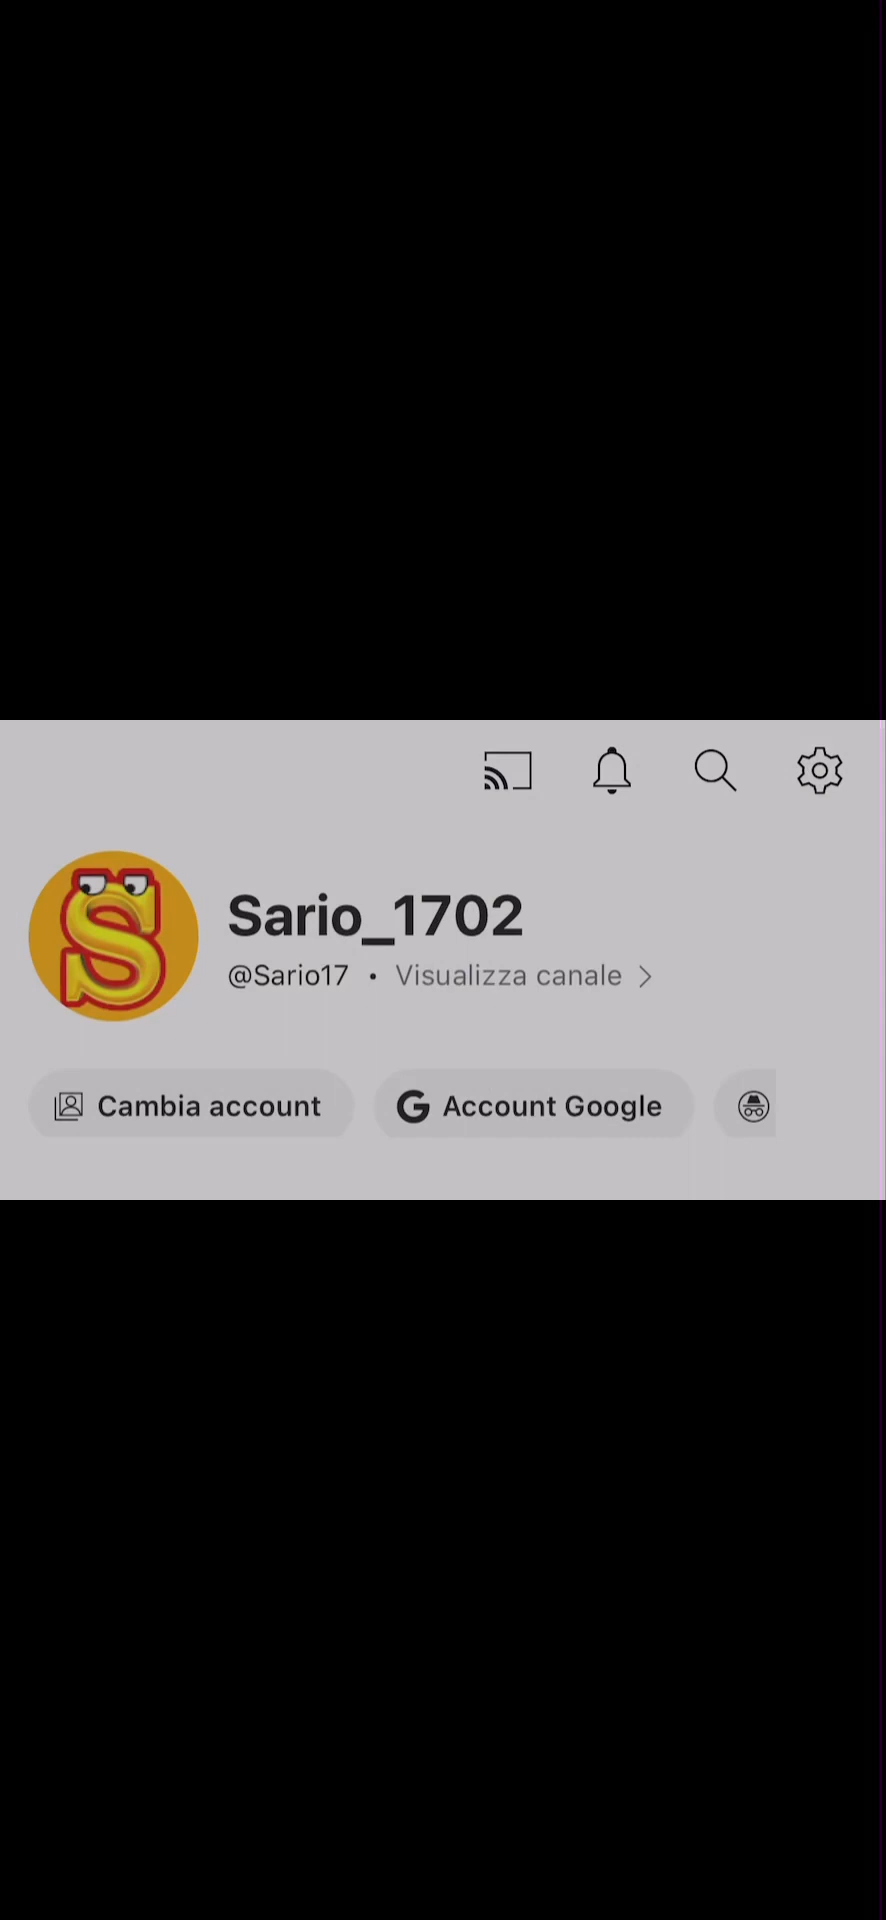 S
Sario_1702
@Sario17 • Visualizza canale
Cambia account
G Account Google